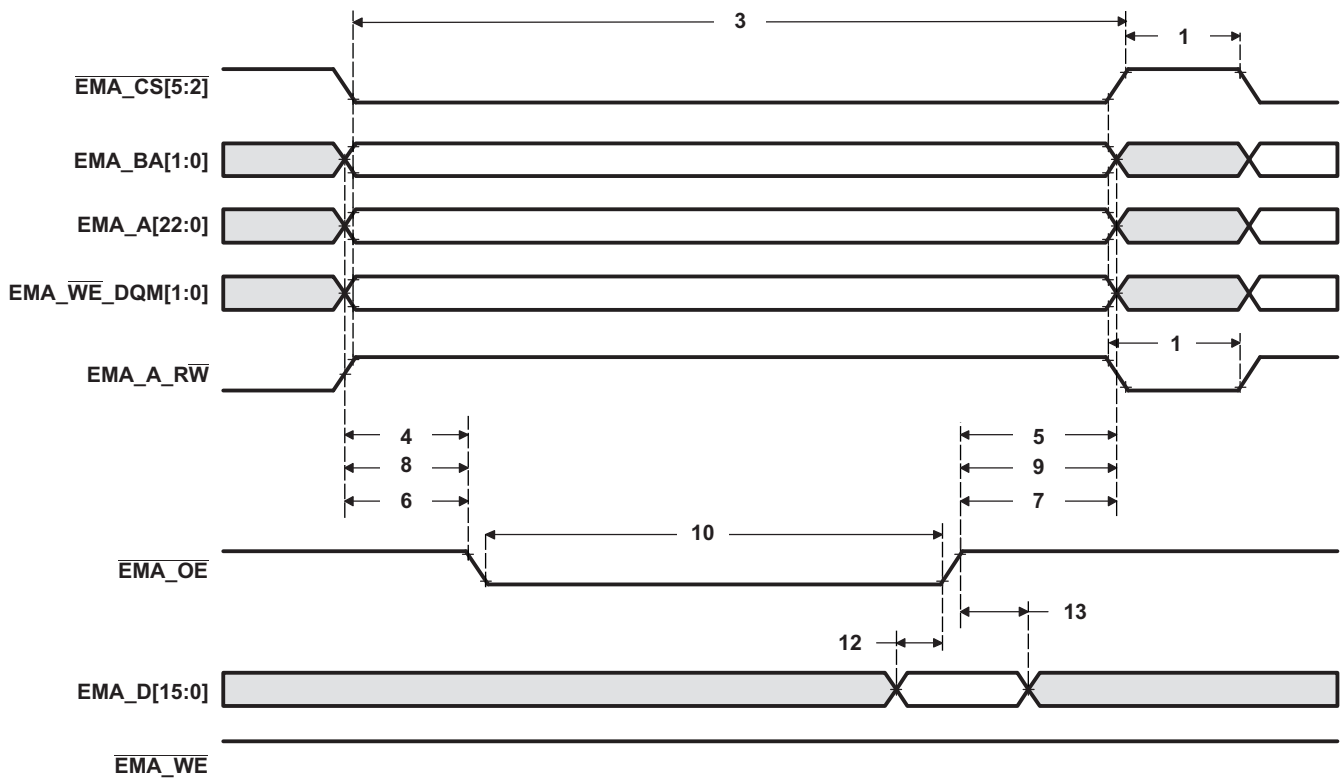 3
1
EMA_CS[5:2]
EMA_BA[1:0]
EMA_A[22:0]
EMA_WE_DQM[1:0]
1
EMA_A_RW
4
5
8
9
6
7
10
EMA_OE
13
12
EMA_D[15:0]
EMA_WE